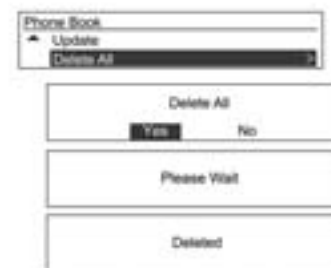 Phone Book
Update
Delete All >
Delete All
Yes No
Please Wait
Deleted